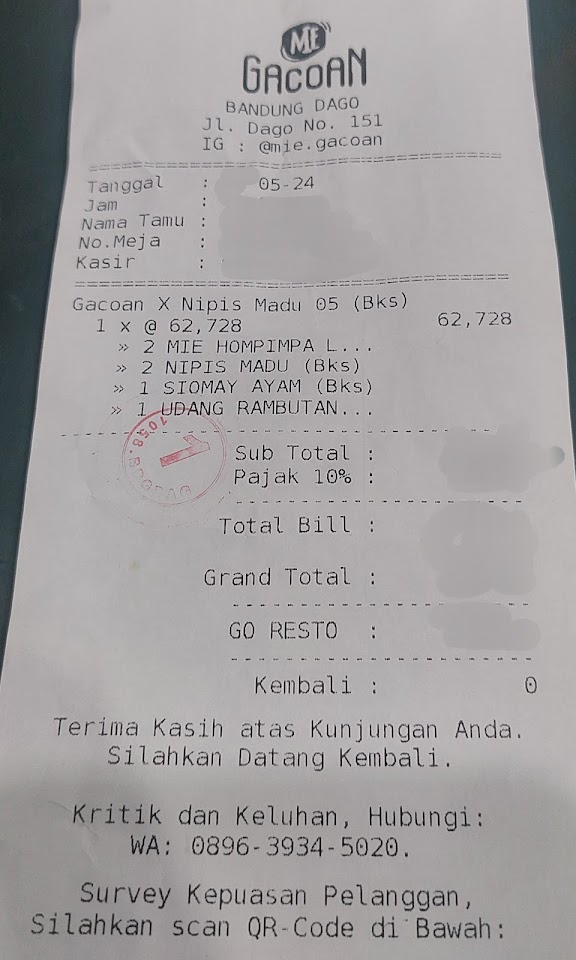 MIE
GACOAN
BANDUNG DAGO
Jl. Dago No. 151
IG : @mie.gacoan
Tanggal : 05-24
Jam :
Nama Tamu :
No.Meja :
Kasir :
Gacoan X Nipis Madu 05 (Bks)
1 x @ 62,728 62,728
» 2 MIE HOMPIMPA L...
» 2 NIPIS MADU (Bks)
» 1 SIOMAY AYAM (Bks)
» 1 UDANG RAMBUTAN...
1058.BDGDAG
1
Sub Total :
Pajak 10% :
Total Bill :
Grand Total :
GO RESTO :
Kembali : 0
Terima Kasih atas Kunjungan Anda.
Silahkan Datang Kembali.
Kritik dan Keluhan, Hubungi:
WA: 0896-3934-5020.
Survey Kepuasan Pelanggan,
Silahkan scan QR-Code di Bawah: